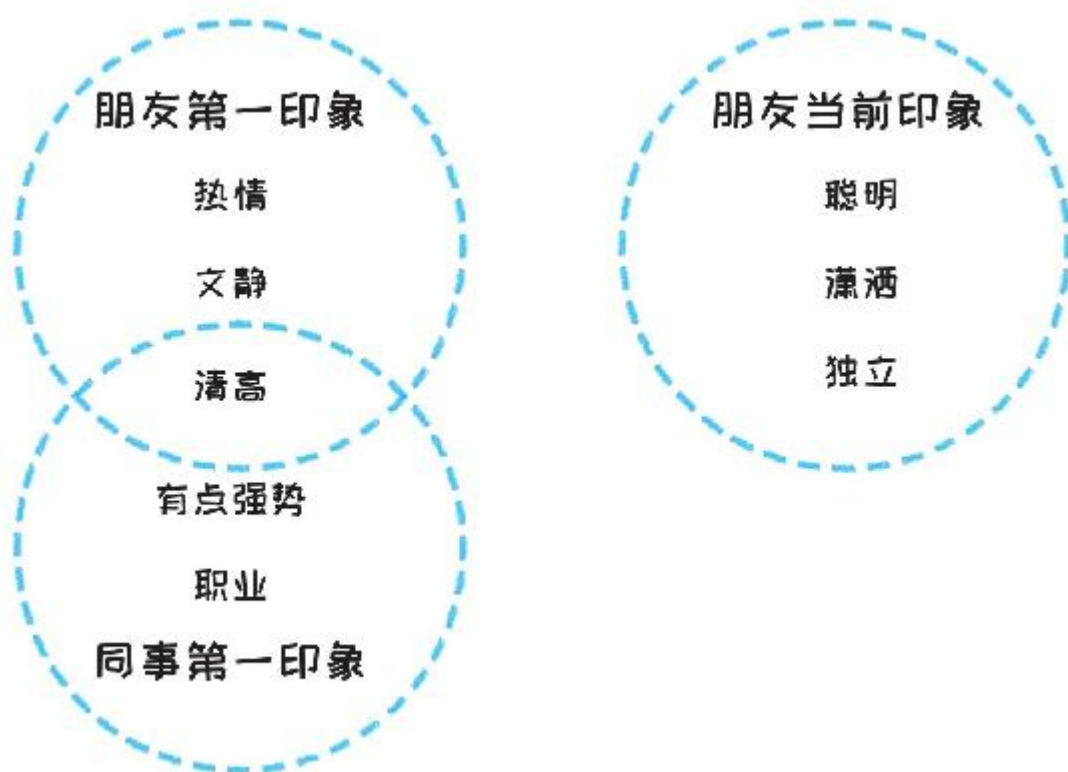 朋友第一印象
热情
文静
清高
有点强势
职业
同事第一印象
朋友当前印象
聪明
潇洒
独立